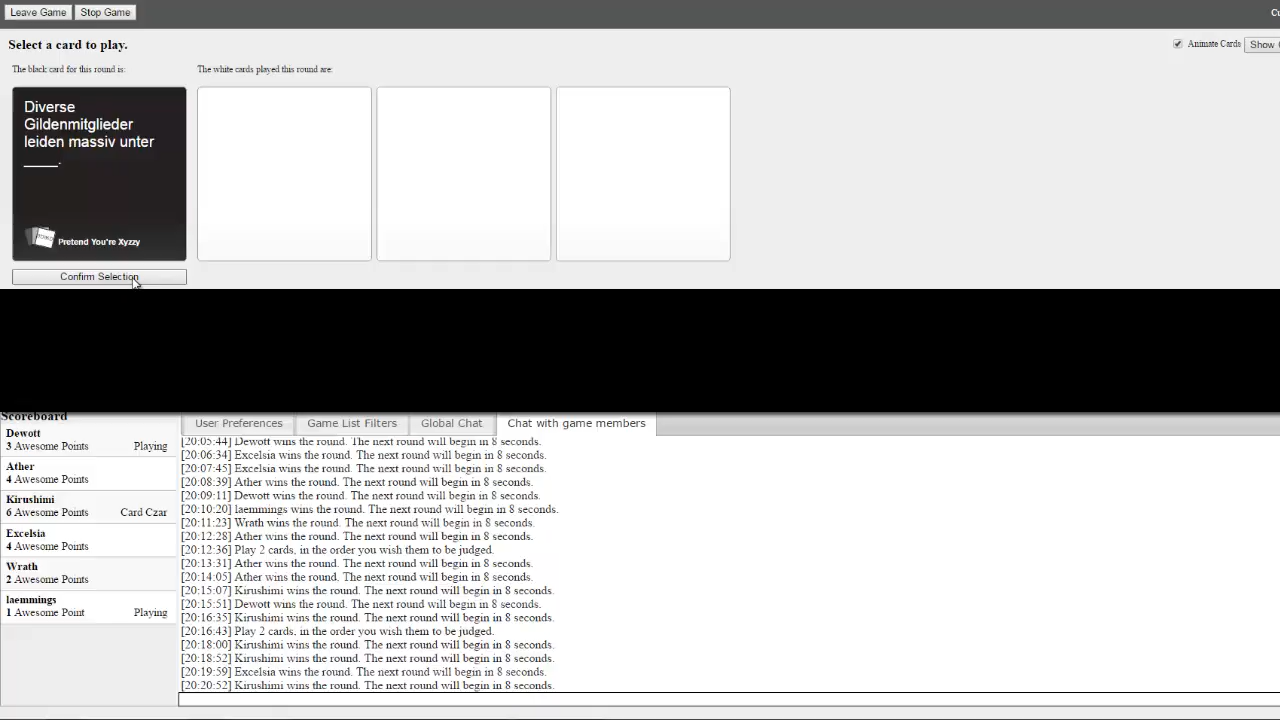 Leave Game Stop Game
Select a card to play.
Animate Cards Show
The black card for this round is:
The white cards played this round are:
Diverse
Gildenmitglieder
leiden massiv unter
_____.
Pretend You're Xyzzy
Confirm Selection
Scoreboard
Dewott
3 Awesome Points Playing
Ather
4 Awesome Points
Kirushimi
6 Awesome Points Card Czar
Excelsia
4 Awesome Points
Wrath
2 Awesome Points
laemmings
1 Awesome Point Playing
User Preferences Game List Filters Global Chat Chat with game members
[20:05:44] Dewott wins the round. The next round will begin in 8 seconds.
[20:06:34] Excelsia wins the round. The next round will begin in 8 seconds.
[20:07:45] Excelsia wins the round. The next round will begin in 8 seconds.
[20:08:39] Ather wins the round. The next round will begin in 8 seconds.
[20:09:11] Dewott wins the round. The next round will begin in 8 seconds.
[20:10:20] laemmings wins the round. The next round will begin in 8 seconds.
[20:11:23] Wrath wins the round. The next round will begin in 8 seconds.
[20:12:28] Ather wins the round. The next round will begin in 8 seconds.
[20:12:36] Play 2 cards, in the order you wish them to be judged.
[20:13:31] Ather wins the round. The next round will begin in 8 seconds.
[20:14:05] Ather wins the round. The next round will begin in 8 seconds.
[20:15:07] Kirushimi wins the round. The next round will begin in 8 seconds.
[20:15:51] Dewott wins the round. The next round will begin in 8 seconds.
[20:16:35] Kirushimi wins the round. The next round will begin in 8 seconds.
[20:16:43] Play 2 cards, in the order you wish them to be judged.
[20:18:00] Kirushimi wins the round. The next round will begin in 8 seconds.
[20:18:52] Kirushimi wins the round. The next round will begin in 8 seconds.
[20:19:59] Excelsia wins the round. The next round will begin in 8 seconds.
[20:20:52] Kirushimi wins the round. The next round will begin in 8 seconds.